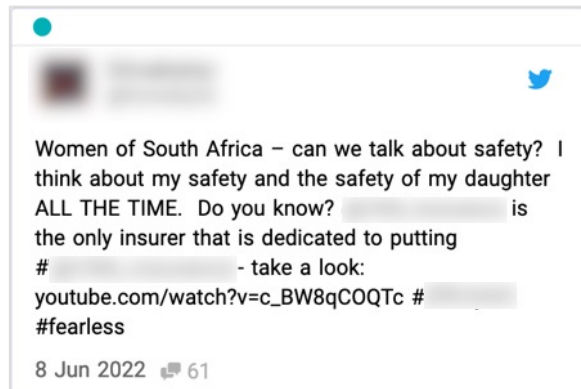 Women of South Africa – can we talk about safety? I
think about my safety and the safety of my daughter
ALL THE TIME. Do you know? is
the only insurer that is dedicated to putting
# - take a look:
youtube.com/watch?v=c_BW8qCOQTc #
#fearless
8 Jun 2022 61